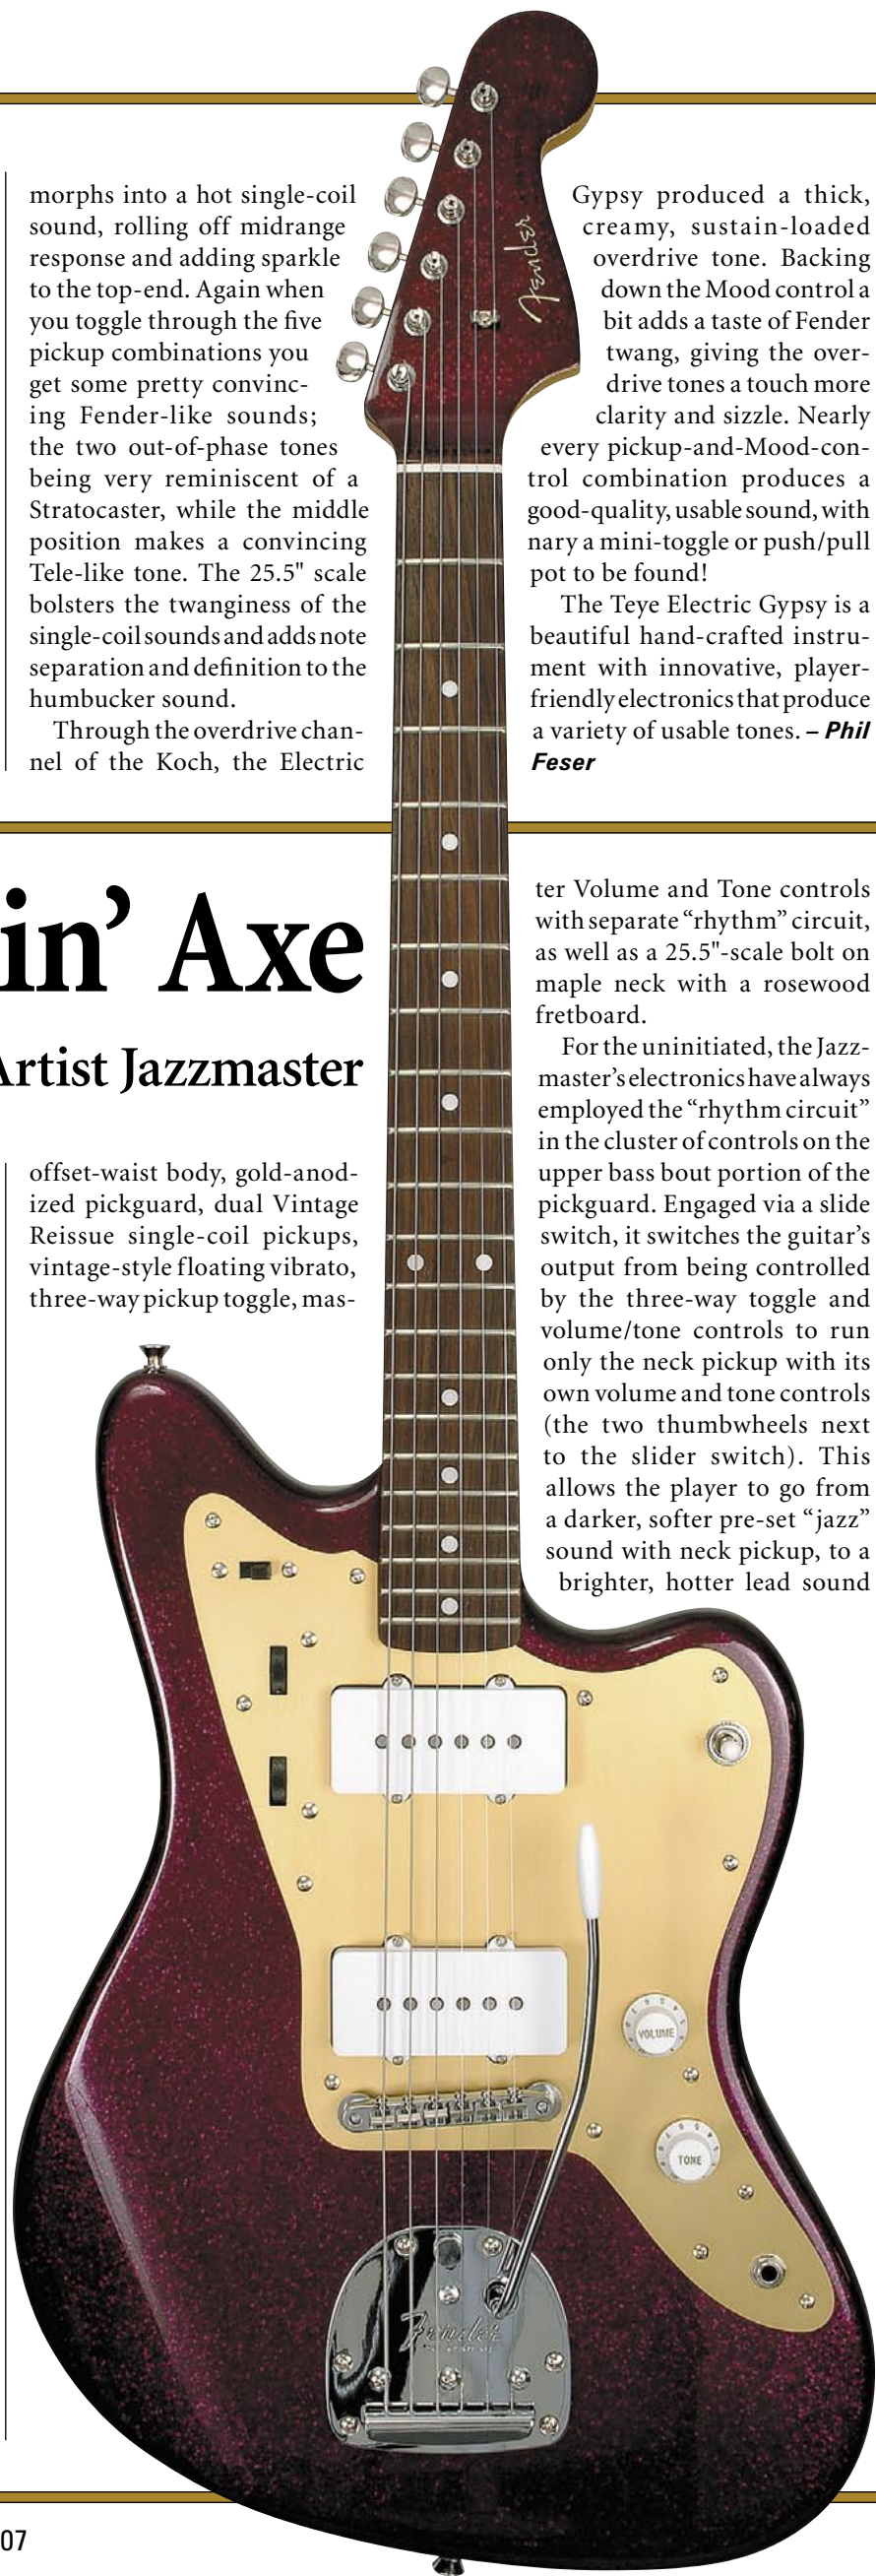 morphs into a hot single-coil
sound, rolling off midrange
response and adding sparkle
to the top-end. Again when
you toggle through the five
pickup combinations you
get some pretty convinc-
ing Fender-like sounds;
the two out-of-phase tones
being very reminiscent of a
Stratocaster, while the middle
position makes a convincing
Tele-like tone. The 25.5" scale
bolsters the twanginess of the
single-coil sounds and adds note
separation and definition to the
humbucker sound.
Through the overdrive chan-
nel of the Koch, the Electric
Gypsy produced a thick,
creamy, sustain-loaded
overdrive tone. Backing
down the Mood control a
bit adds a taste of Fender
twang, giving the over-
drive tones a touch more
clarity and sizzle. Nearly
every pickup-and-Mood-con-
trol combination produces a
good-quality, usable sound, with
nary a mini-toggle or push/pull
pot to be found!
The Teye Electric Gypsy is a
beautiful hand-crafted instru-
ment with innovative, player-
friendly electronics that produce
a variety of usable tones. – Phil
Feser
Fender
in’ Axe
Artist Jazzmaster
offset-waist body, gold-anod-
ized pickguard, dual Vintage
Reissue single-coil pickups,
vintage-style floating vibrato,
three-way pickup toggle, mas-
ter Volume and Tone controls
with separate “rhythm” circuit,
as well as a 25.5"-scale bolt on
maple neck with a rosewood
fretboard.
For the uninitiated, the Jazz-
master’s electronics have always
employed the “rhythm circuit”
in the cluster of controls on the
upper bass bout portion of the
pickguard. Engaged via a slide
switch, it switches the guitar’s
output from being controlled
by the three-way toggle and
volume/tone controls to run
only the neck pickup with its
own volume and tone controls
(the two thumbwheels next
to the slider switch). This
allows the player to go from
a darker, softer pre-set “jazz”
sound with neck pickup, to a
brighter, hotter lead sound
VOLUME
TONE
Fender
07